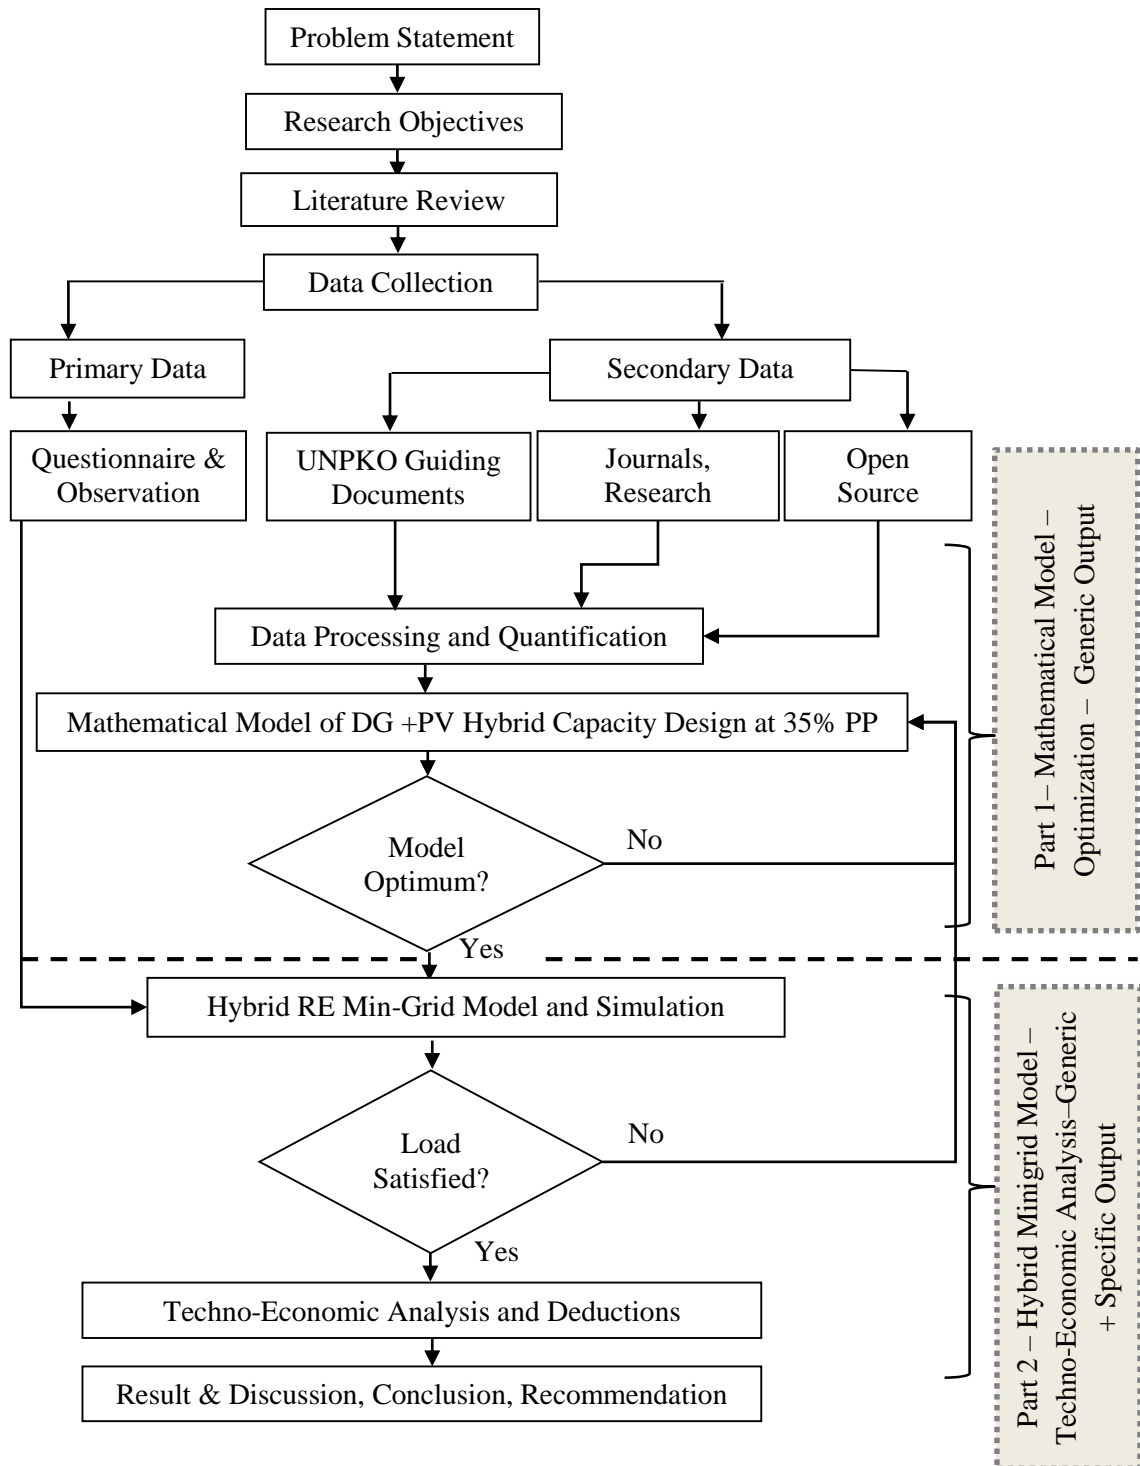 Problem Statement
Research Objectives
Literature Review
Data Collection
Primary Data
Secondary Data
Questionnaire &
Observation
UNPKO Guiding
Documents
Journals,
Research
Open
Source
Data Processing and Quantification
Mathematical Model of DG +PV Hybrid Capacity Design at 35% PP
Model
Optimum?
No
Yes
Hybrid RE Min-Grid Model and Simulation
Load
Satisfied?
No
Yes
Techno-Economic Analysis and Deductions
Result & Discussion, Conclusion, Recommendation
Part 1– Mathematical Model –
Optimization – Generic Output
Part 2 – Hybrid Minigrid Model –
Techno-Economic Analysis–Generic
+ Specific Output